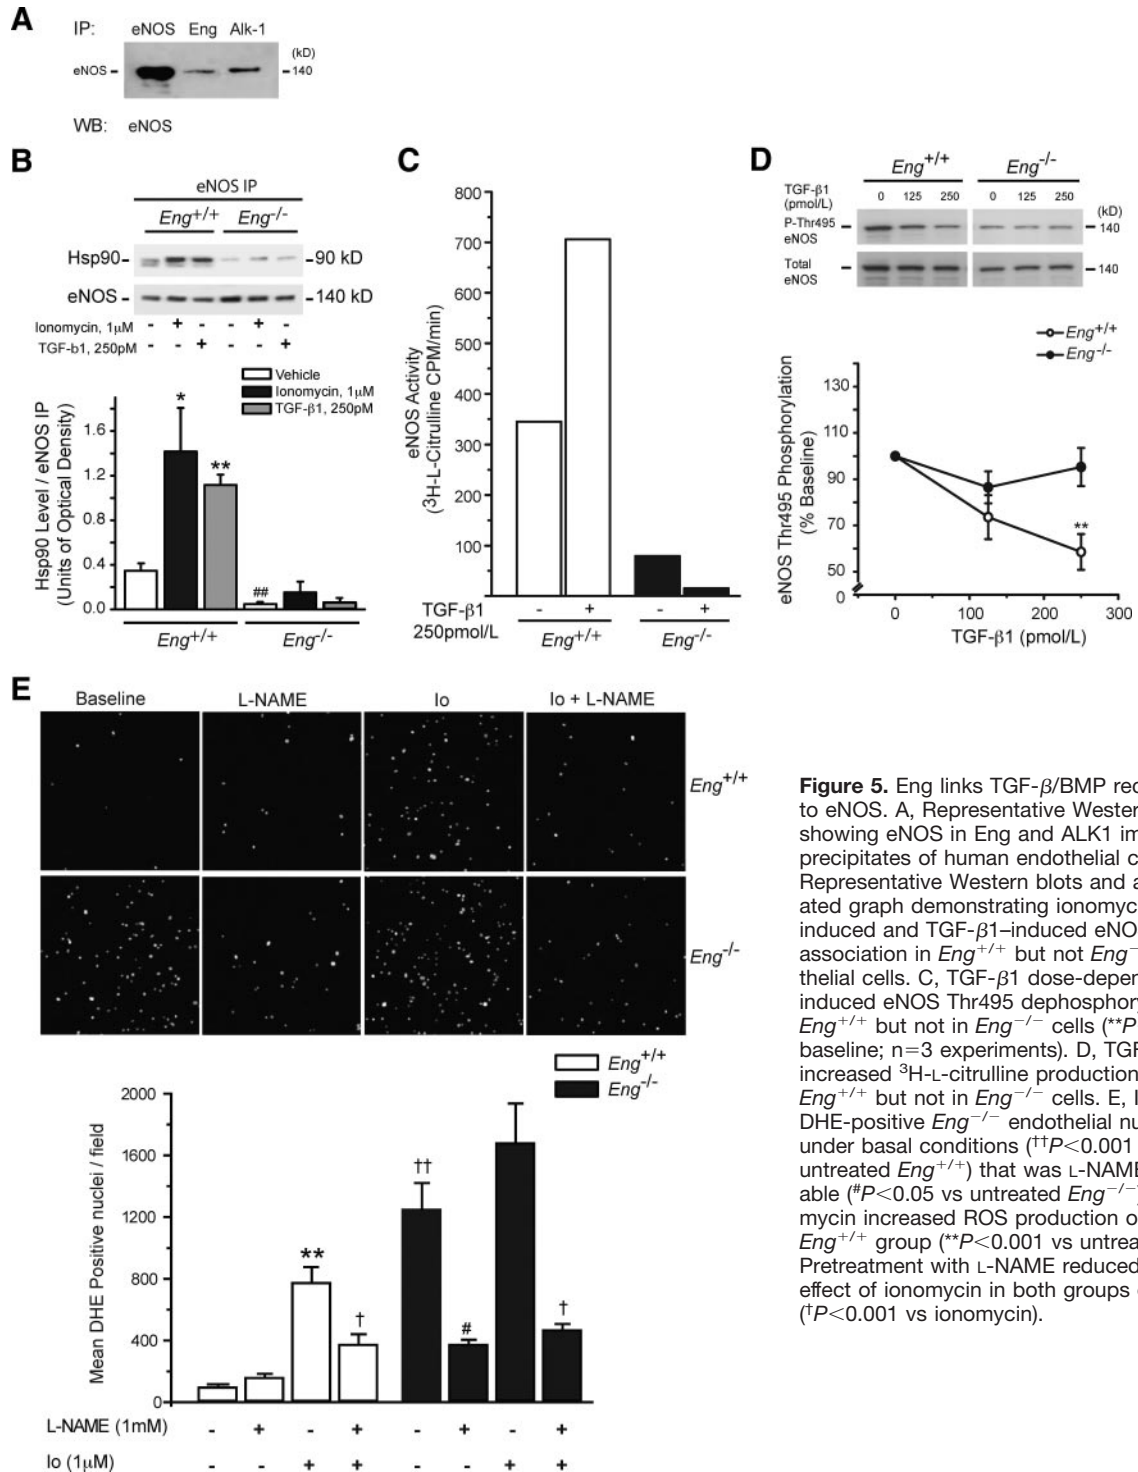 A
IP: eNOS Eng Alk-1
(kD)
eNOS - - 140
WB: eNOS
B
eNOS IP
Eng+/+ Eng-/-
Hsp90- -90 kD
eNOS- -140 kD
Ionomycin, 1µM - + - - + -
TGF-b1, 250pM - - + - - +
Vehicle
Ionomycin, 1µM
TGF-β1, 250pM
Hsp90 Level / eNOS IP
(Units of Optical Density)
1.6
1.2
0.8
0.4
0.0
* ** ##
Eng+/+ Eng-/-
C
eNOS Activity
(3H-L-Citrulline CPM/min)
800
700
600
500
400
300
200
100
TGF-β1 - + - +
250pmol/L Eng+/+ Eng-/-
D
Eng+/+ Eng-/-
TGF-β1 0 125 250 0 125 250
(pmol/L)
(kD)
P-Thr495 - - 140
eNOS
Total - - 140
eNOS
Eng+/+
Eng-/-
eNOS Thr495 Phosphorylation
(% Baseline)
130
110
90
70
50
0
**
0 100 200 300
TGF-β1 (pmol/L)
E
Baseline L-NAME Io Io + L-NAME
Eng+/+
Eng-/-
Eng+/+
Eng-/-
Mean DHE Positive nuclei / field
2000
1600
1200
800
400
0
** † †† # †
L-NAME (1mM) - + - + - + - +
Io (1µM) - - + + - - + +
Figure 5. Eng links TGF-β/BMP rec
to eNOS. A, Representative Western
showing eNOS in Eng and ALK1 im
precipitates of human endothelial c
Representative Western blots and a
ated graph demonstrating ionomyc
induced and TGF-β1–induced eNO
association in Eng+/+ but not Eng−
thelial cells. C, TGF-β1 dose-depen
induced eNOS Thr495 dephosphory
Eng+/+ but not in Eng−/− cells (**P
baseline; n=3 experiments). D, TGF
increased 3H-L-citrulline production
Eng+/+ but not in Eng−/− cells. E, I
DHE-positive Eng−/− endothelial nu
under basal conditions (††P<0.001
untreated Eng+/+) that was L-NAME
able (#P<0.05 vs untreated Eng−/−
mycin increased ROS production o
Eng+/+ group (**P<0.001 vs untrea
Pretreatment with L-NAME reduced
effect of ionomycin in both groups
(†P<0.001 vs ionomycin).